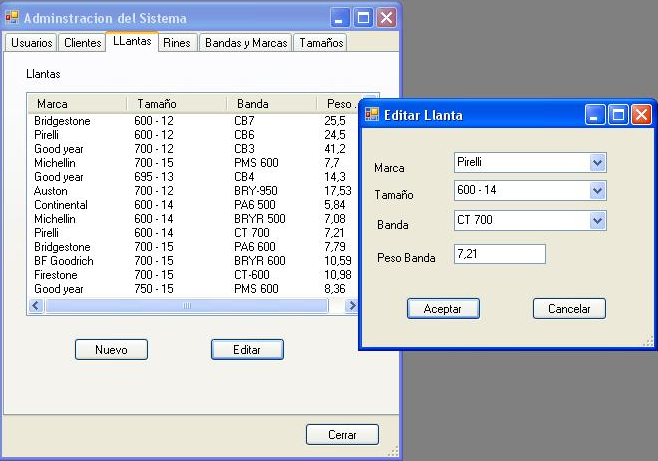 Adminstracion del Sistema
Usuarios Clientes LLantas Rines Bandas y Marcas Tamaños
Llantas
Marca Tamaño Banda Peso .
Bridgestone 600 - 12 CB7 25,5
Pirelli 600 - 12 CB6 24,5
Good year 700 - 12 CB3 41,2
Michellin 700 - 15 PMS 600 7,7
Good year 695 - 13 CB4 14,3
Auston 700 - 12 BRY-950 17,53
Continental 600 - 14 PA6 500 5,84
Michellin 600 - 14 BRYR 500 7,08
Pirelli 600 - 14 CT 700 7,21
Bridgestone 700 - 15 PA6 600 7,79
BF Goodrich 700 - 15 BRYR 600 10,59
Firestone 700 - 15 CT-600 10,98
Good year 750 - 15 PMS 600 8,36
Nuevo Editar
Cerrar
Editar Llanta
Marca Pirelli
Tamaño 600 - 14
Banda CT 700
Peso Banda 7,21
Aceptar Cancelar